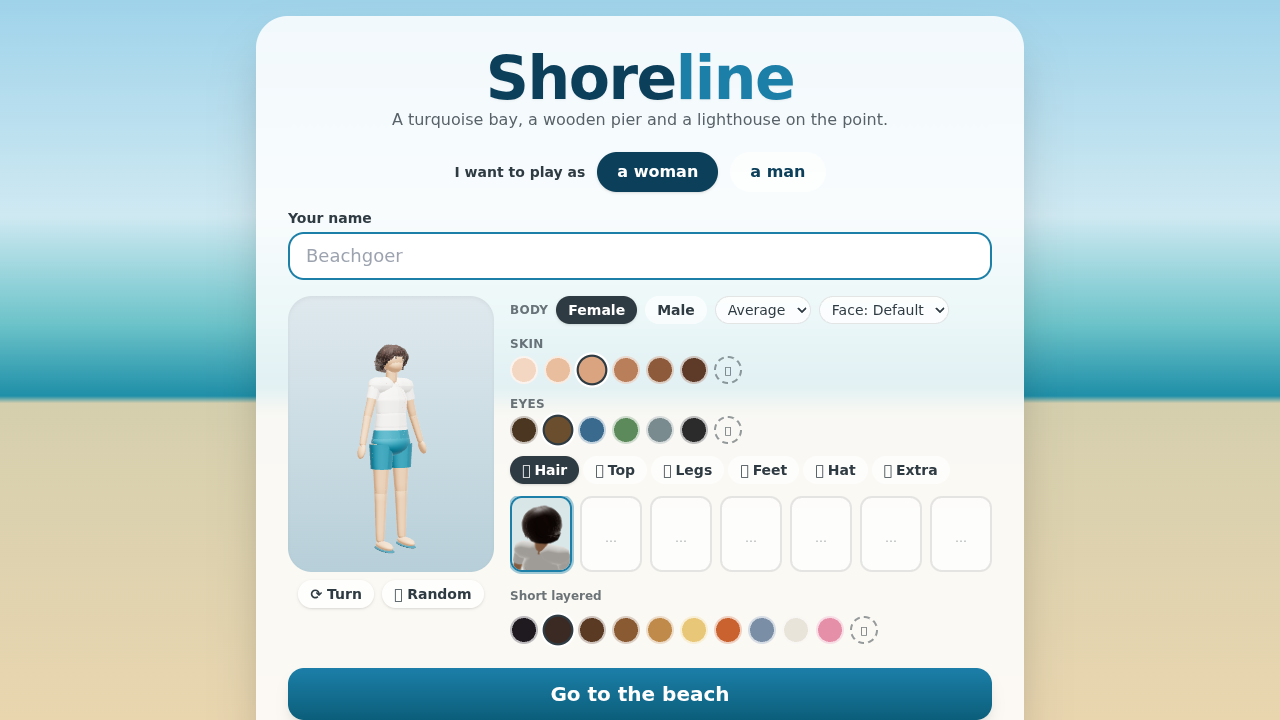 Shoreline
A turquoise bay, a wooden pier and a lighthouse on the point.
I want to play as a woman a man
Your name
Beachgoer
BODY Female Male Average Face: Default
SKIN
EYES
Hair Top Legs Feet Hat Extra
... ... ... ... ... ...
Short layered
⟳ Turn Random
Go to the beach